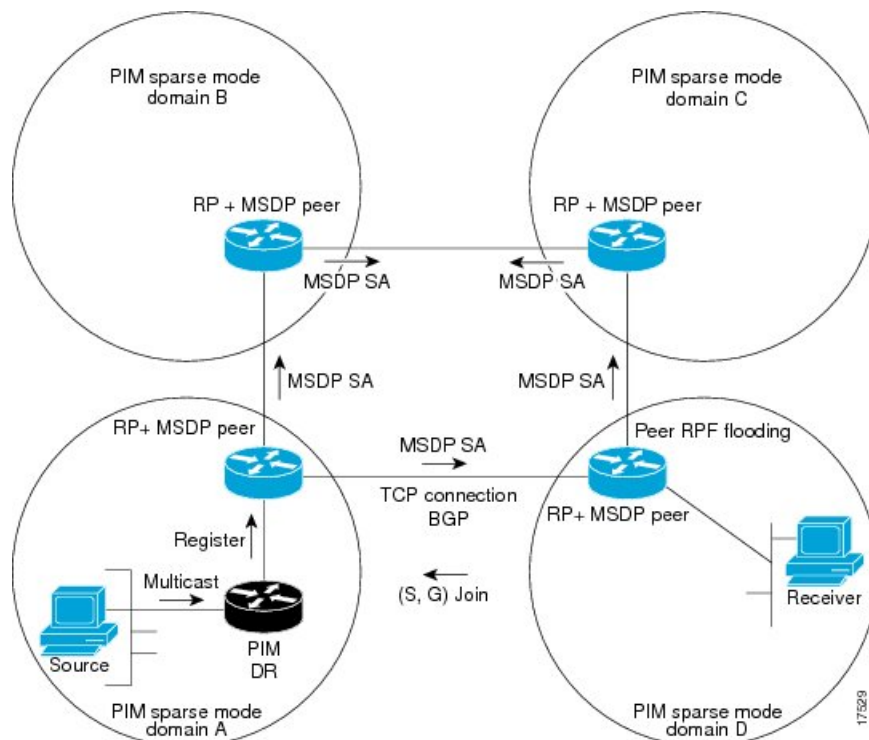 PIM sparse mode
domain B
PIM sparse mode
domain C
RP + MSDP peer
RP + MSDP peer
MSDP SA
MSDP SA
MSDP SA
MSDP SA
RP+ MSDP peer
MSDP SA
Peer RPF flooding
TCP connection
BGP
RP+ MSDP peer
Register
Multicast
(S, G) Join
Receiver
Source
PIM
DR
PIM sparse mode
domain A
PIM sparse mode
domain D
17529